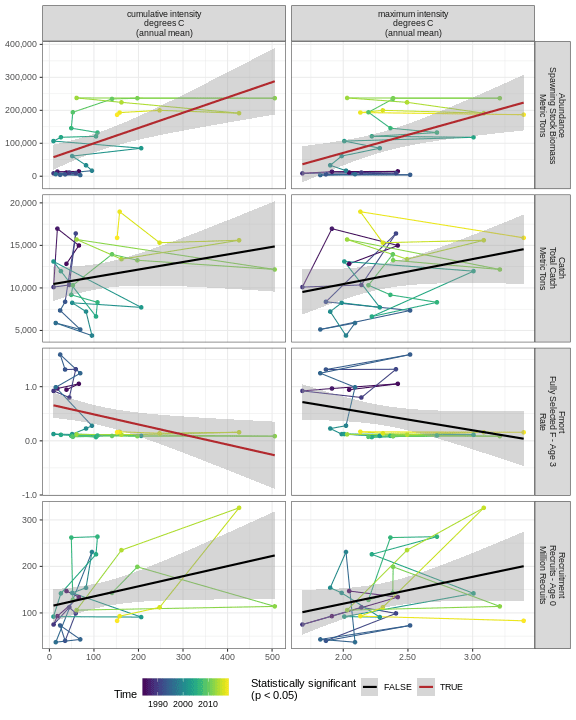 cumulative intensity
degrees C
(annual mean)
maximum intensity
degrees C
(annual mean)
400,000
300,000
200,000
100,000
0
Abundance
Spawning Stock Biomass
Metric Tons
20,000
15,000
10,000
5,000
Catch
Total Catch
Metric Tons
1.0
0.0
-1.0
Fmort
Fully Selected F - Age 3
Rate
300
200
100
Recruitment
Recruits - Age 0
Million Recruits
0 100 200 300 400 500
2.00 2.50 3.00
Time
1990 2000 2010
Statistically significant
(p < 0.05)
FALSE
TRUE